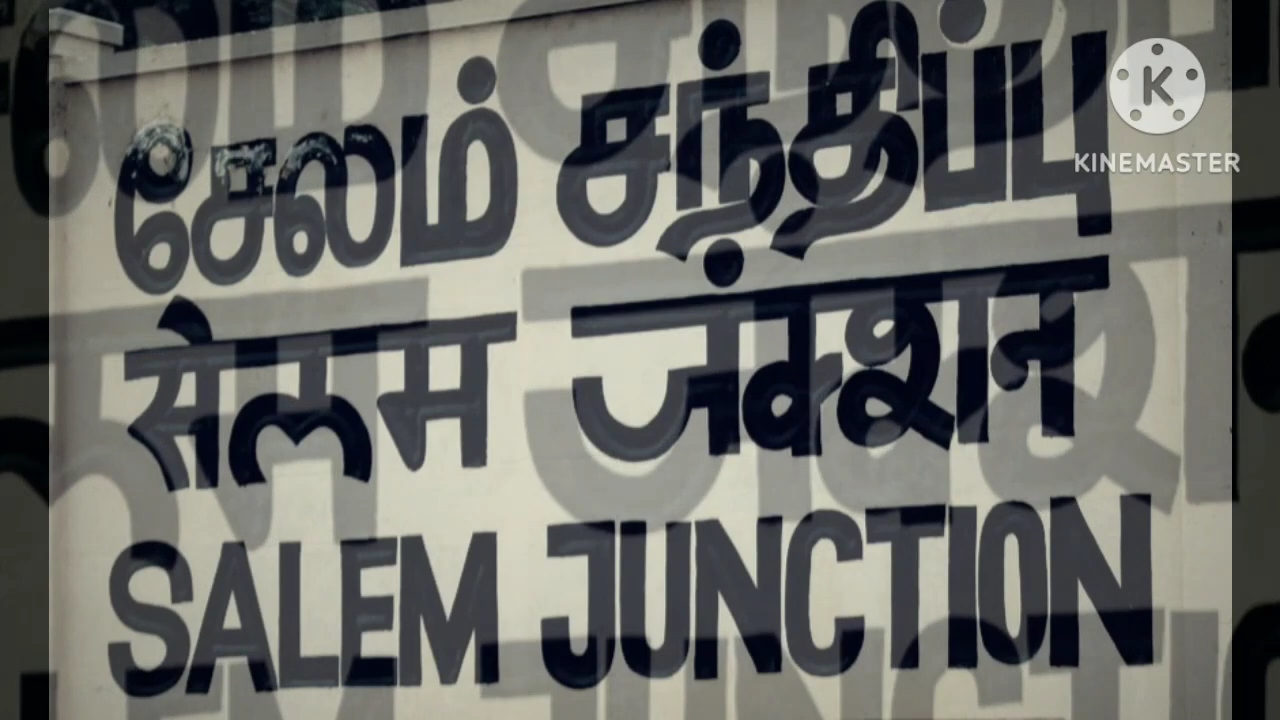 சேலம் சந்திப்பு
सेलम जंक्शन
SALEM JUNCTION
K
KINEMASTER